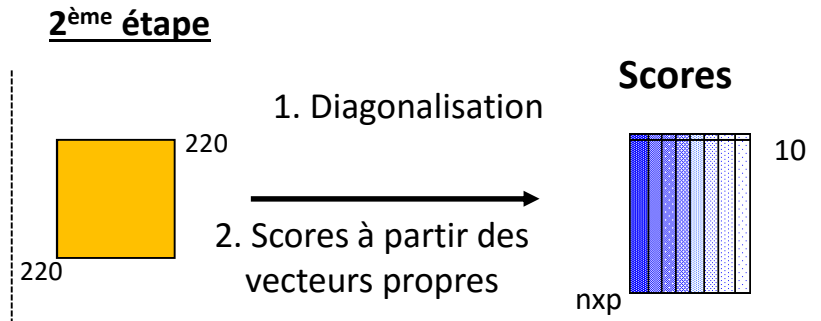 2ème étape
Scores
1. Diagonalisation
220
10
2. Scores à partir des
vecteurs propres
220
nxp